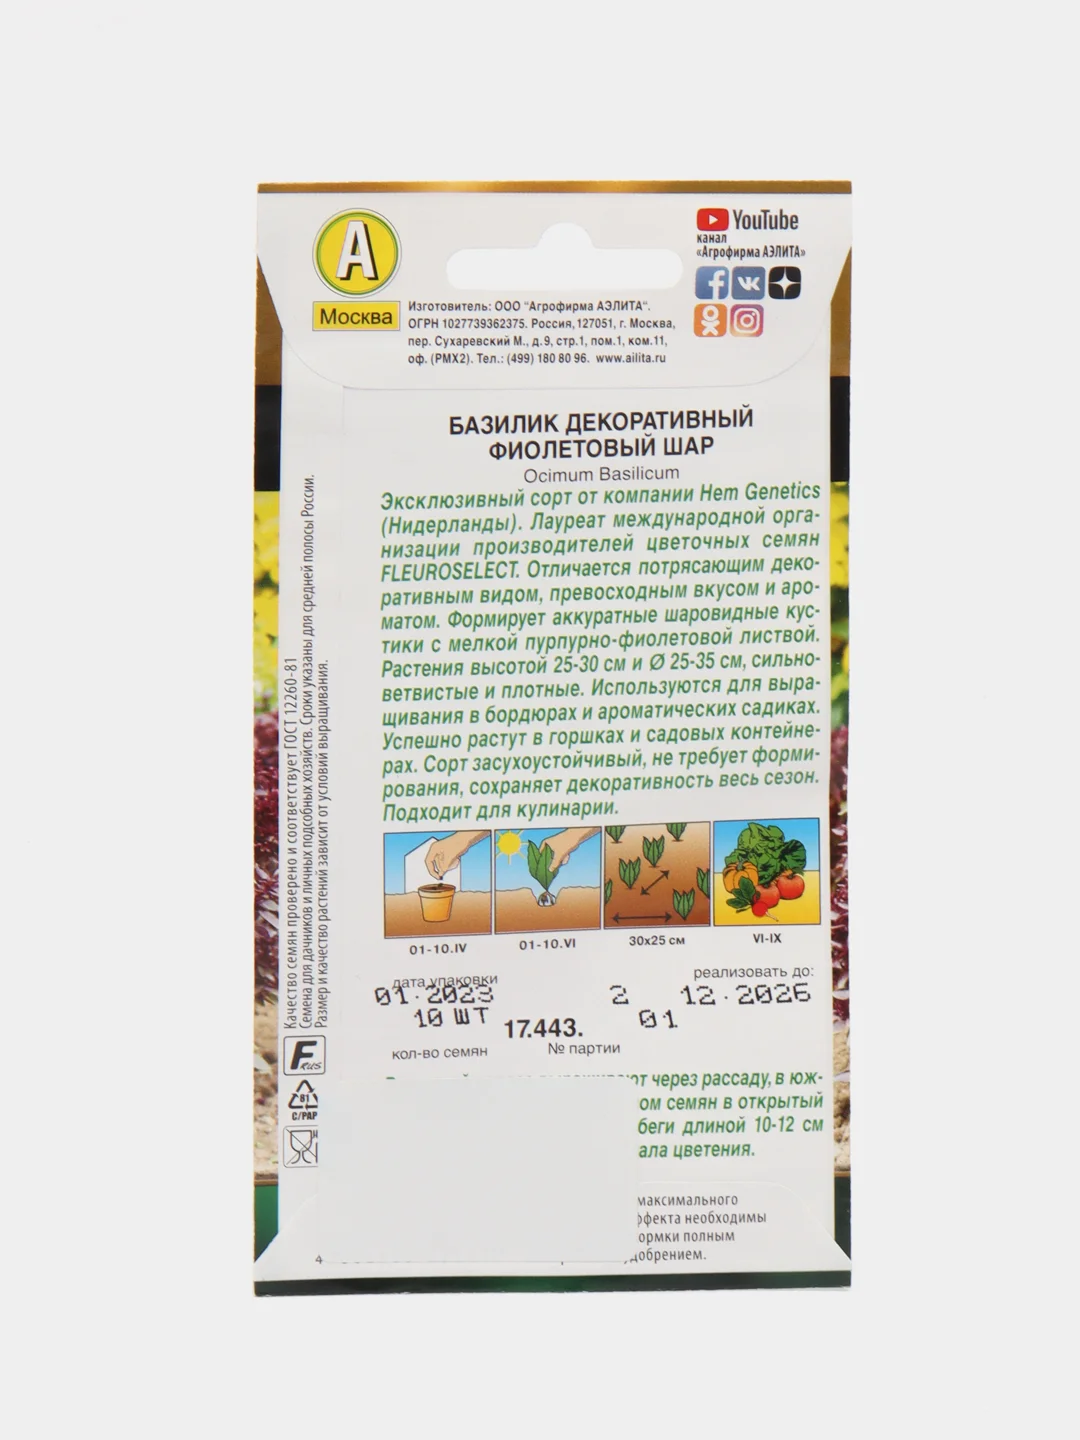 А
Москва
YouTube
канал
«Агрофирма АЭЛИТА»
Изготовитель: ООО "Агрофирма АЭЛИТА".
ОГРН 1027739362375. Россия, 127051, г. Москва,
пер. Сухаревский М., д.9, стр.1, пом.1, ком.11,
оф. (РМХ2). Тел.: (499) 180 80 96. www.ailita.ru
БАЗИЛИК ДЕКОРАТИВНЫЙ
ФИОЛЕТОВЫЙ ШАР
Ocimum Basilicum
Эксклюзивный сорт от компании Hem Genetics
(Нидерланды). Лауреат международной орга-
низации производителей цветочных семян
FLEUROSELECT. Отличается потрясающим деко-
ративным видом, превосходным вкусом и аро-
матом. Формирует аккуратные шаровидные кус-
тики с мелкой пурпурно-фиолетовой листвой.
Растения высотой 25-30 см и Ø 25-35 см, сильно-
ветвистые и плотные. Используются для выра-
щивания в бордюрах и ароматических садиках.
Успешно растут в горшках и садовых контейне-
рах. Сорт засухоустойчивый, не требует форми-
рования, сохраняет декоративность весь сезон.
Подходит для кулинарии.
01-10.IV
01-10.VI
30х25 см
VI-IX
дата упаковки
реализовать до:
01.2023
2
12.2026
10 ШТ
17.443.
01
кол-во семян
№ партии
через рассаду, в юж-
семян в открытый
длиной 10-12 см
цветения.
максимального
необходимы
полным
Качество семян проверено и соответствует ГОСТ 12260-81
Семена для дачников и личных подсобных хозяйств. Сроки указаны для средней полосы России.
Размер и качество растений зависит от условий выращивания.
F
RUS
81
C/PAP